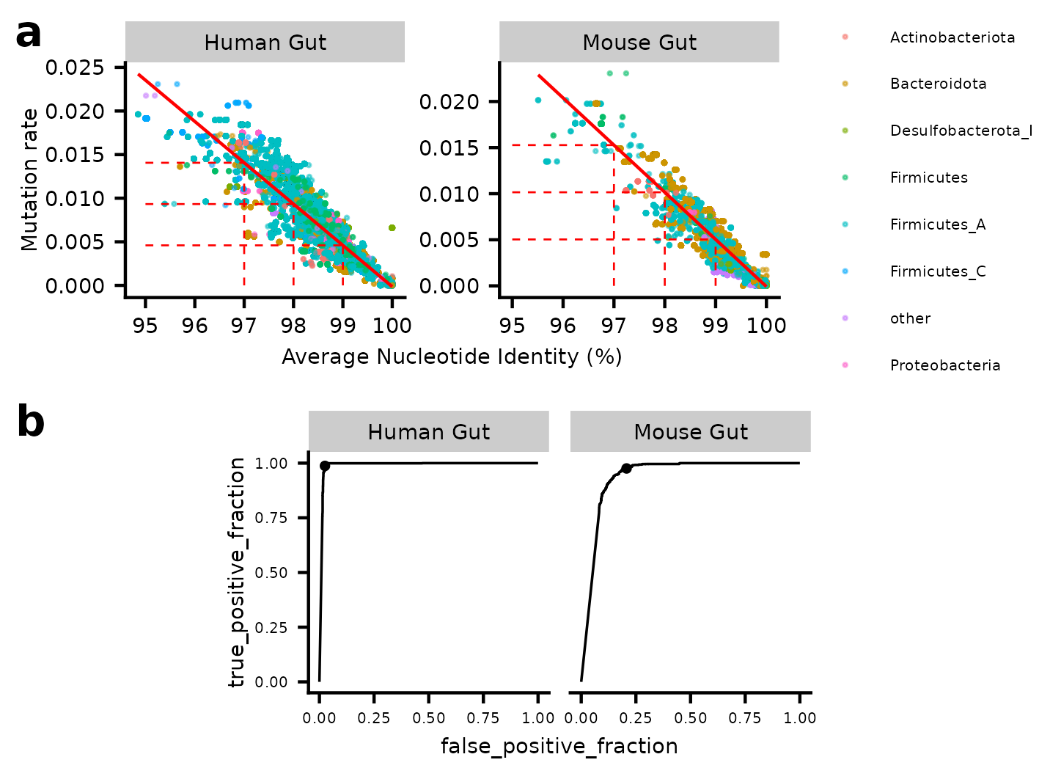 a
Human Gut
Mouse Gut
Mutation rate
0.025
0.020
0.015
0.010
0.005
0.000
0.020
0.015
0.010
0.005
0.000
95 96 97 98 99 100
95 96 97 98 99 100
Average Nucleotide Identity (%)
Actinobacteriota
Bacteroidota
Desulfobacterota_I
Firmicutes
Firmicutes_A
Firmicutes_C
other
Proteobacteria
b
Human Gut
Mouse Gut
true_positive_fraction
1.00
0.75
0.50
0.25
0.00
0.00 0.25 0.50 0.75 1.00
0.00 0.25 0.50 0.75 1.00
false_positive_fraction